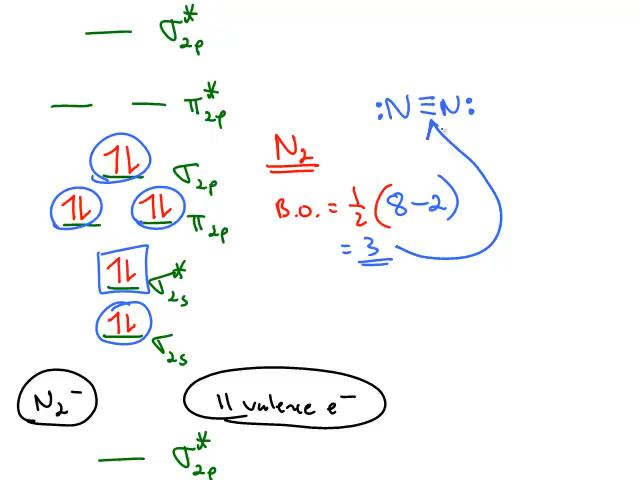 σ*2p
π*2p
:N≡N:
N2
σ2p
π2p
B.O. = 1/2 (8-2)
= 3
σ*2s
σ2s
N2⁻
11 valence e⁻
σ*2p